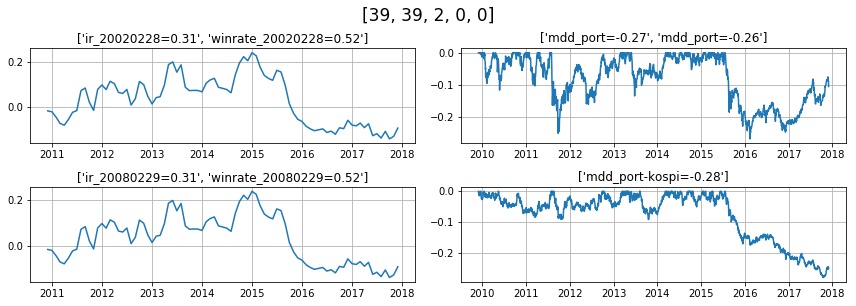 [39, 39, 2, 0, 0]
['ir_20020228=0.31', 'winrate_20020228=0.52']
0.2
0.0
2011 2012 2013 2014 2015 2016 2017 2018
['mdd_port=-0.27', 'mdd_port=-0.26']
0.0
−0.1
−0.2
2010 2011 2012 2013 2014 2015 2016 2017 2018
['ir_20080229=0.31', 'winrate_20080229=0.52']
0.2
0.0
2011 2012 2013 2014 2015 2016 2017 2018
['mdd_port-kospi=-0.28']
0.0
−0.1
−0.2
2010 2011 2012 2013 2014 2015 2016 2017 2018